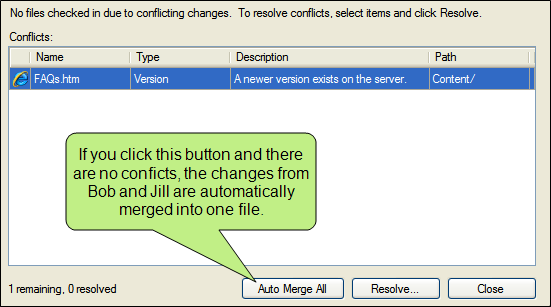 No files checked in due to conflicting changes.  To resolve conflicts, select items and click Resolve.
Conflicts:
Name Type Description Path
FAQs.htm Version A newer version exists on the server. Content/
If you click this button and there
are no conficts, the changes from
Bob and Jill are automatically
merged into one file.
1 remaining, 0 resolved Auto Merge All Resolve... Close